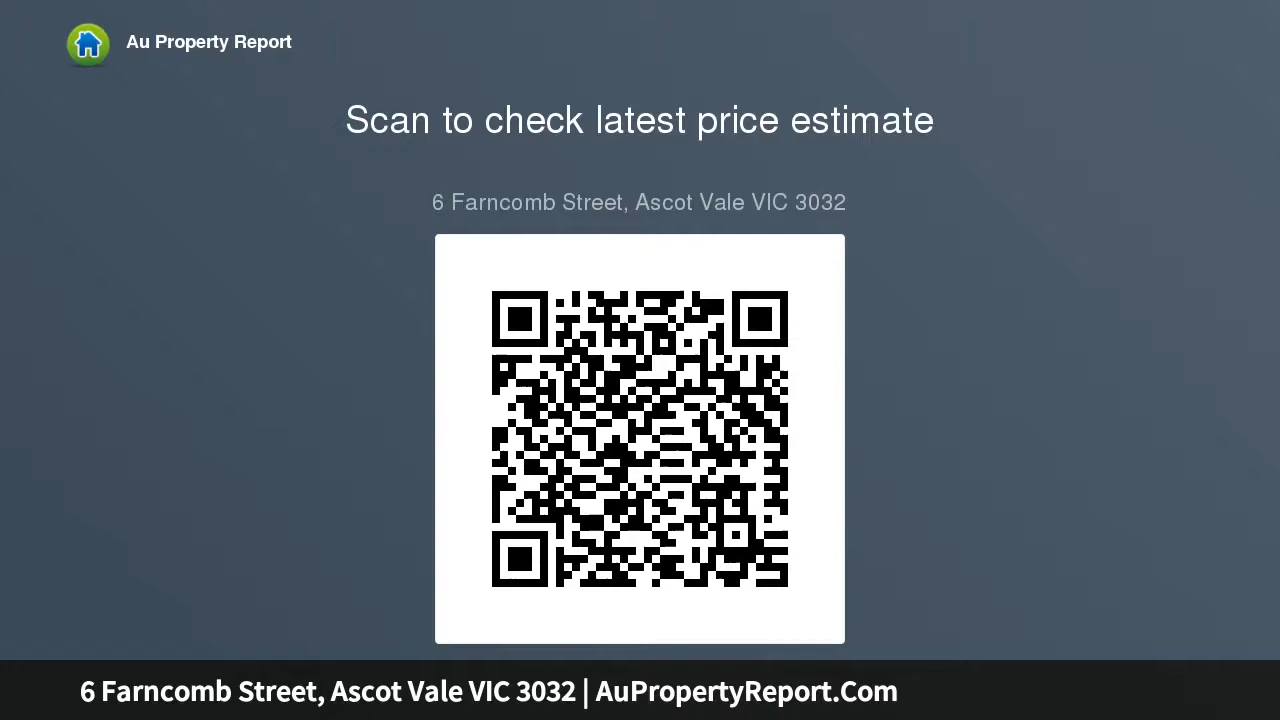 Au Property Report
Scan to check latest price estimate
6 Farncomb Street, Ascot Vale VIC 3032
6 Farncomb Street, Ascot Vale VIC 3032 | AuPropertyReport.Com